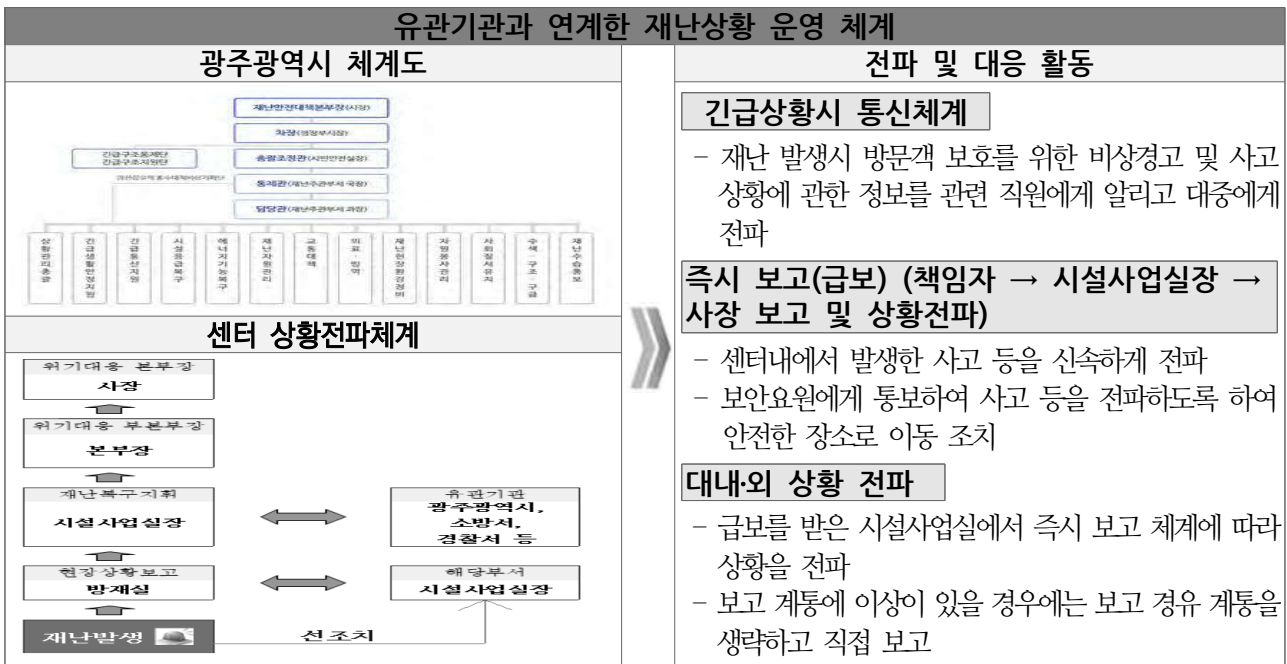 유관기관과 연계한 재난상황 운영 체계
광주광역시 체계도
재난안전대책본부장(시장)
차장(행정부시장)
긴급구조통제단
긴급구조지원단
총괄조정관(시민안전실장)
통제관(재난주관부서 국장)
담당관(재난주관부서 과장)
상황관리총괄
긴급생활안정지원
긴급통신지원
시설응급복구
에너지기능복구
재난자원관리
교통대책
의료·방역
재난현장환경정비
자원봉사관리
사회질서유지
수색·구조·구급
재난수습홍보
센터 상황전파체계
위기대응 본부장
사장
위기대응 부본부장
본부장
재난복구지휘
시설사업실장
유관기관
광주광역시,
소방서,
경찰서 등
현장상황보고
방재실
해당부서
시설사업실장
재난발생
선조치
전파 및 대응 활동
긴급상황시 통신체계
- 재난 발생시 방문객 보호를 위한 비상경고 및 사고
상황에 관한 정보를 관련 직원에게 알리고 대중에게
전파
즉시 보고(급보) (책임자 → 시설사업실장 →
사장 보고 및 상황전파)
- 센터내에서 발생한 사고 등을 신속하게 전파
- 보안요원에게 통보하여 사고 등을 전파하도록 하여
안전한 장소로 이동 조치
대내·외 상황 전파
- 급보를 받은 시설사업실에서 즉시 보고 체계에 따라
상황을 전파
- 보고 계통에 이상이 있을 경우에는 보고 경유 계통을
생략하고 직접 보고